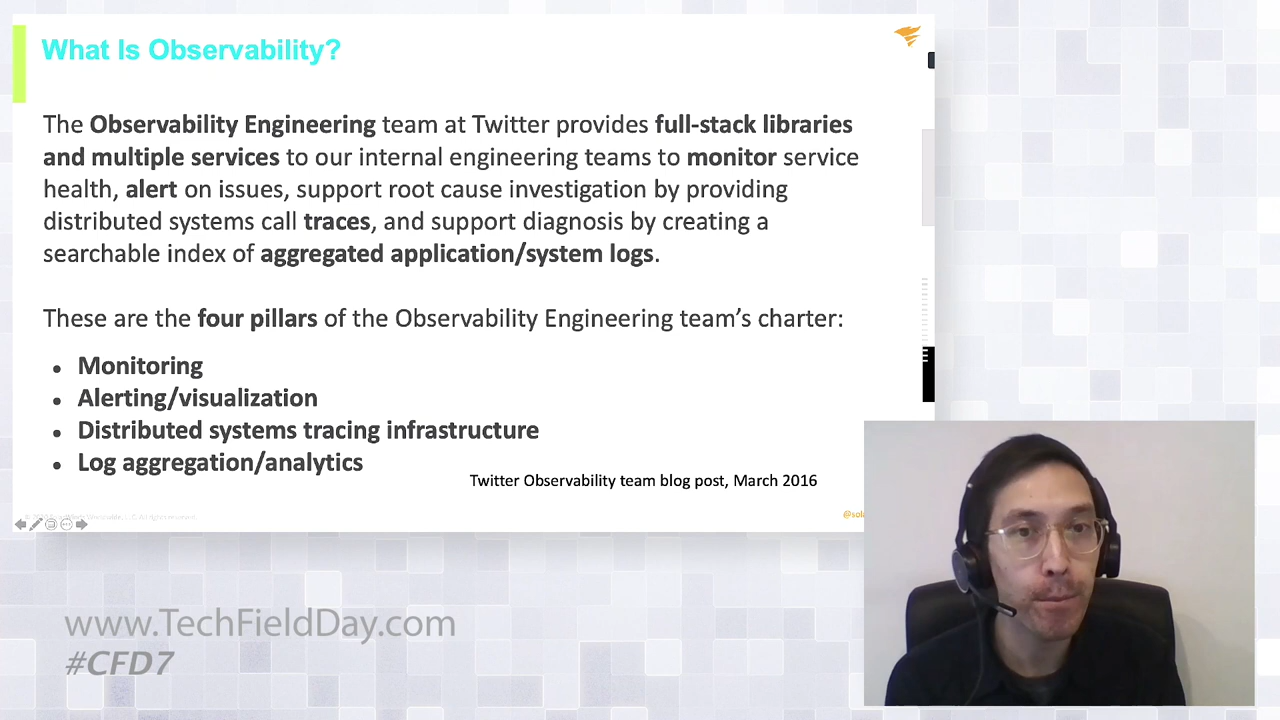 What Is Observability?
The Observability Engineering team at Twitter provides full-stack libraries
and multiple services to our internal engineering teams to monitor service
health, alert on issues, support root cause investigation by providing
distributed systems call traces, and support diagnosis by creating a
searchable index of aggregated application/system logs.
These are the four pillars of the Observability Engineering team’s charter:
• Monitoring
• Alerting/visualization
• Distributed systems tracing infrastructure
• Log aggregation/analytics
Twitter Observability team blog post, March 2016
www.TechFieldDay.com
#CFD7